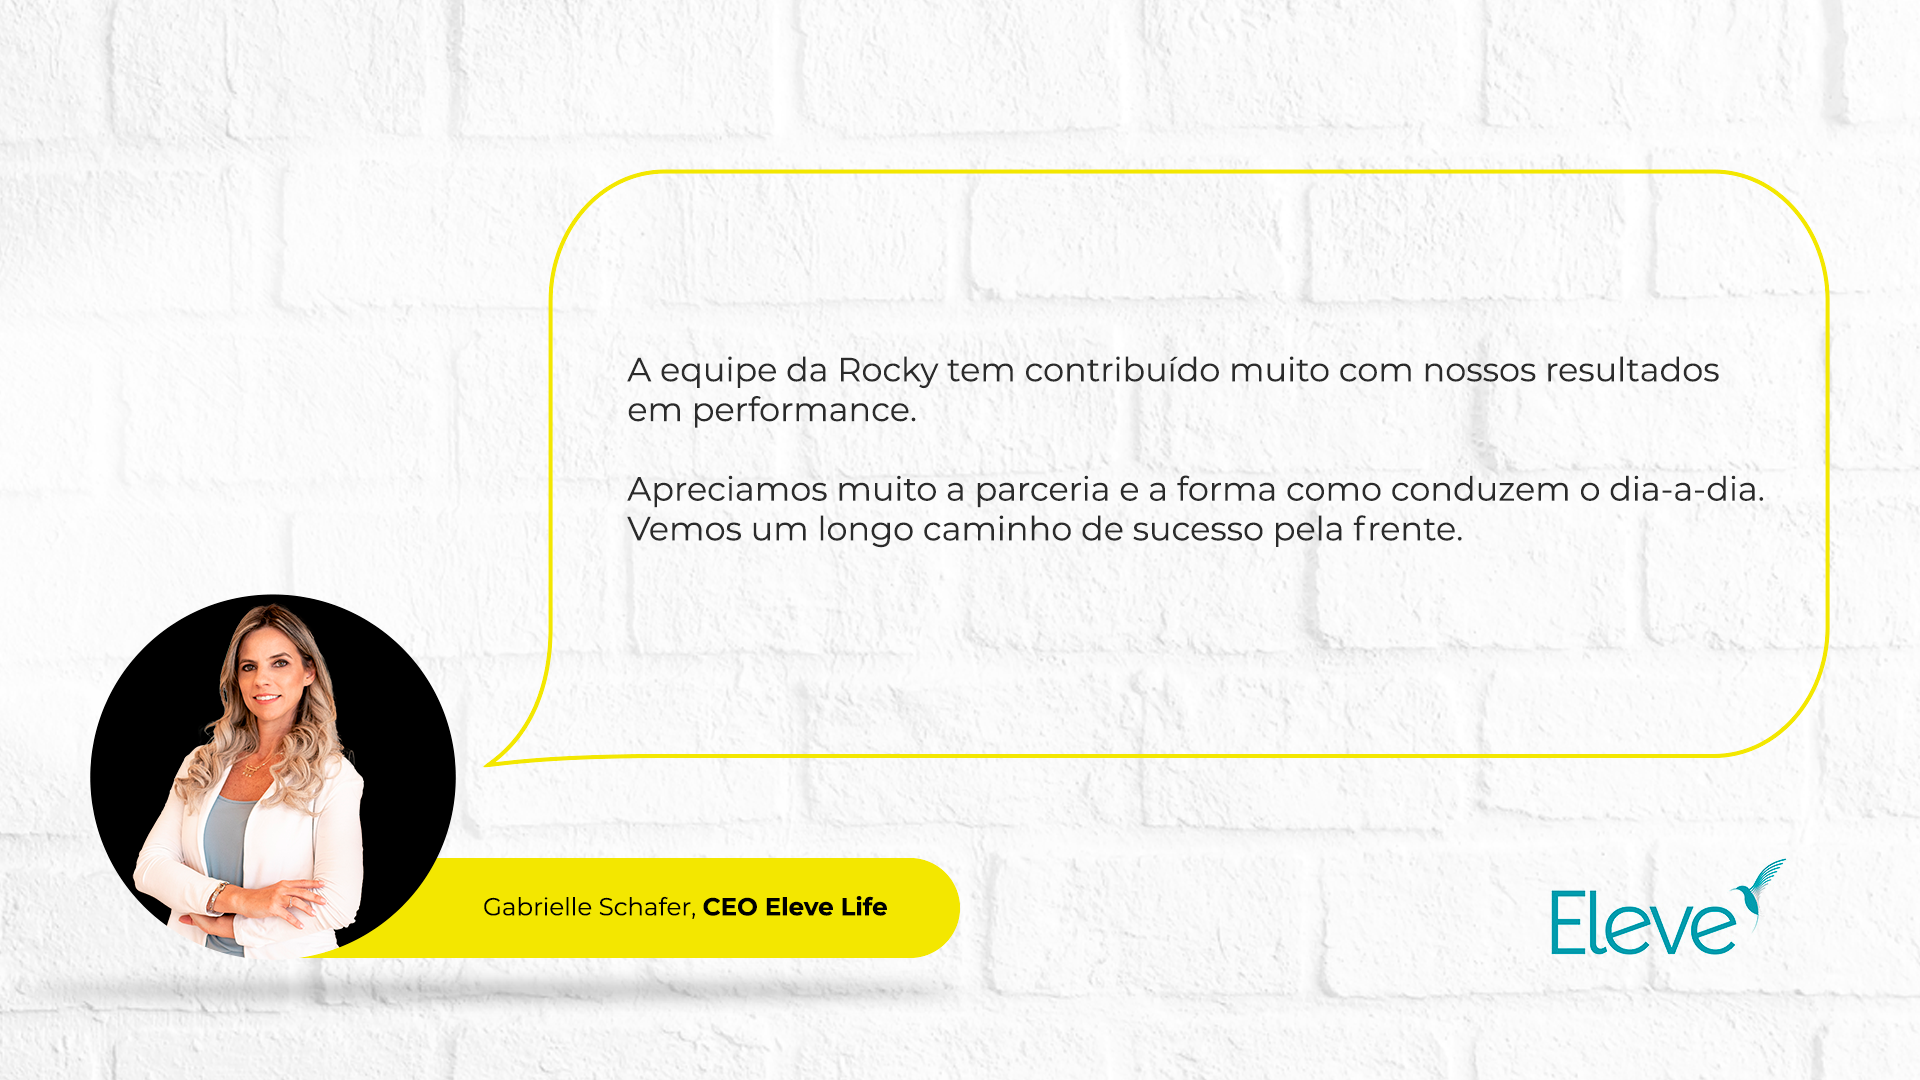 A equipe da Rocky tem contribuído muito com nossos resultados
em performance.
Apreciamos muito a parceria e a forma como conduzem o dia-a-dia.
Vemos um longo caminho de sucesso pela frente.
Gabrielle Schafer, CEO Eleve Life
Eleve